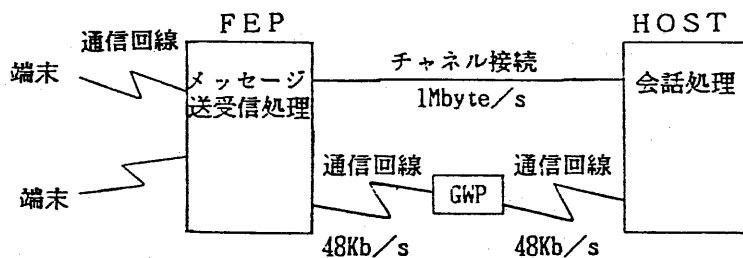 FEP
HOST
通信回線
端末
メッセージ
送受信処理
チャネル接続
1Mbyte/s
会話処理
端末
通信回線
GWP
通信回線
48Kb/s
48Kb/s